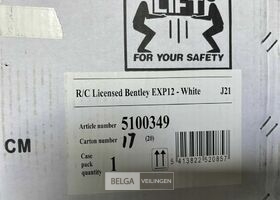 LIFT!
FOR YOUR SAFETY
R/C Licensed Bentley EXP12 - White J21
Article number 5100349
Carton number 17 (20)
Case pack quantity 1
5 413822 520857
CM
BELGA VEILINGEN